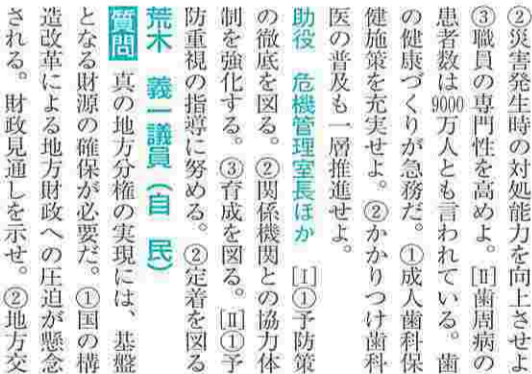 ②災害発生時の対処能力を向上させよ
③職員の専門性を高めよ。[Ⅱ]歯周病の
患者数は9000万人とも言われている。歯
の健康づくりが急務だ。①成人歯科保
健施策を充実せよ。②かかりつけ歯科
医の普及も一層推進せよ。
助役 危機管理室長ほか [Ⅰ]①予防策
の徹底を図る。②関係機関との協力体
制を強化する。③育成を図る。[Ⅱ]①予
防重視の指導に努める。②定着を図る
荒木 義一議員(自 民)
質問 真の地方分権の実現には、基盤
となる財源の確保が必要だ。①国の構
造改革による地方財政への圧迫が懸念
される。財政見通しを示せ。②地方交